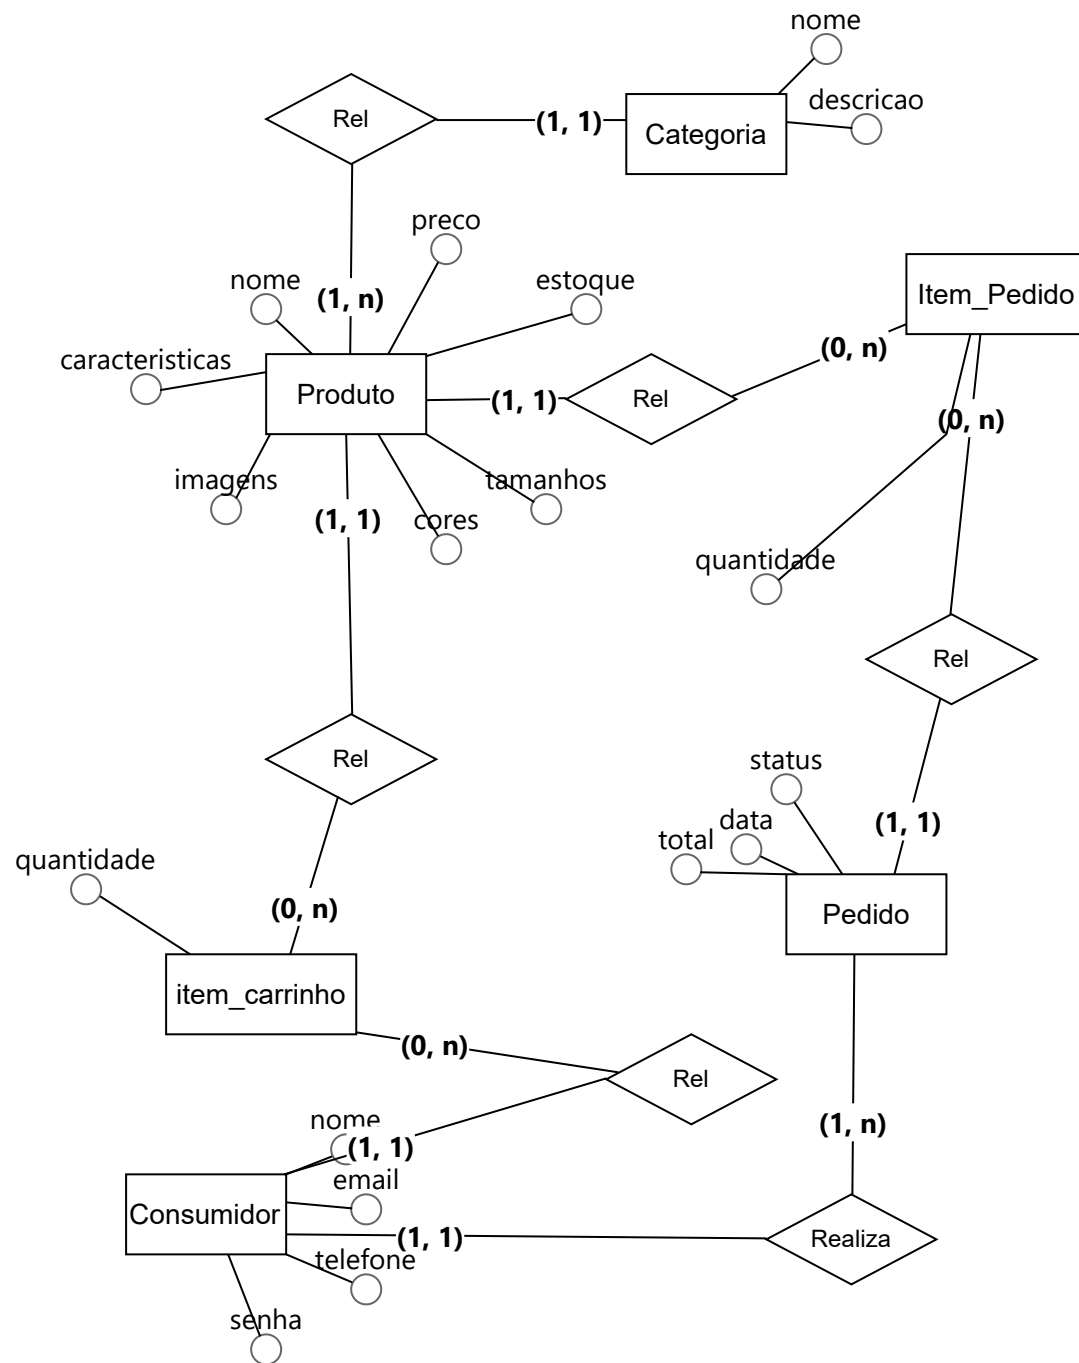 nome
descricao
Rel
(1, 1)
Categoria
preco
nome
estoque
(1, n)
Item_Pedido
caracteristicas
(0, n)
Produto
(1, 1)
Rel
(0, n)
imagens
tamanhos
(1, 1)
cores
quantidade
Rel
Rel
status
data
(1, 1)
total
quantidade
(0, n)
Pedido
item_carrinho
(0, n)
Rel
nome
(1, 1)
(1, n)
email
Consumidor
(1, 1)
Realiza
telefone
senha